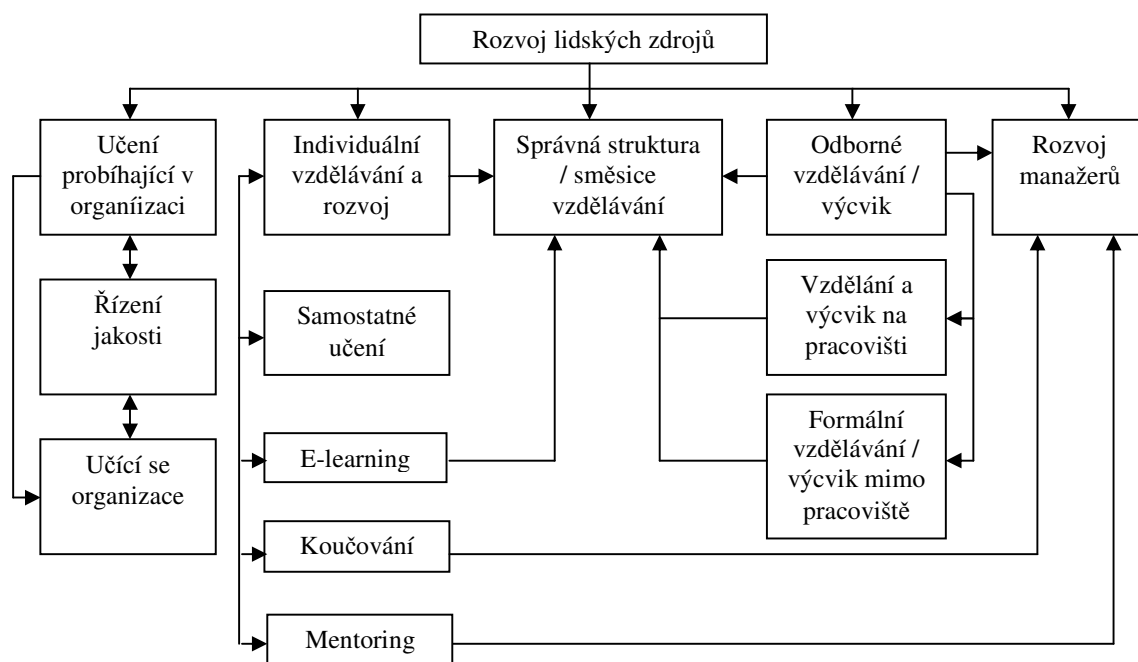 Rozvoj lidských zdrojů
Učení
probíhající v
organíizaci
Individuální
vzdělávání a
rozvoj
Správná struktura
/ směsice
vzdělávání
Odborné
vzdělávání /
výcvik
Rozvoj
manažerů
Řízení
jakosti
Samostatné
učení
Vzdělání a
výcvik na
pracovišti
Učící se
organizace
E-learning
Formální
vzdělávání /
výcvik mimo
pracoviště
Koučování
Mentoring